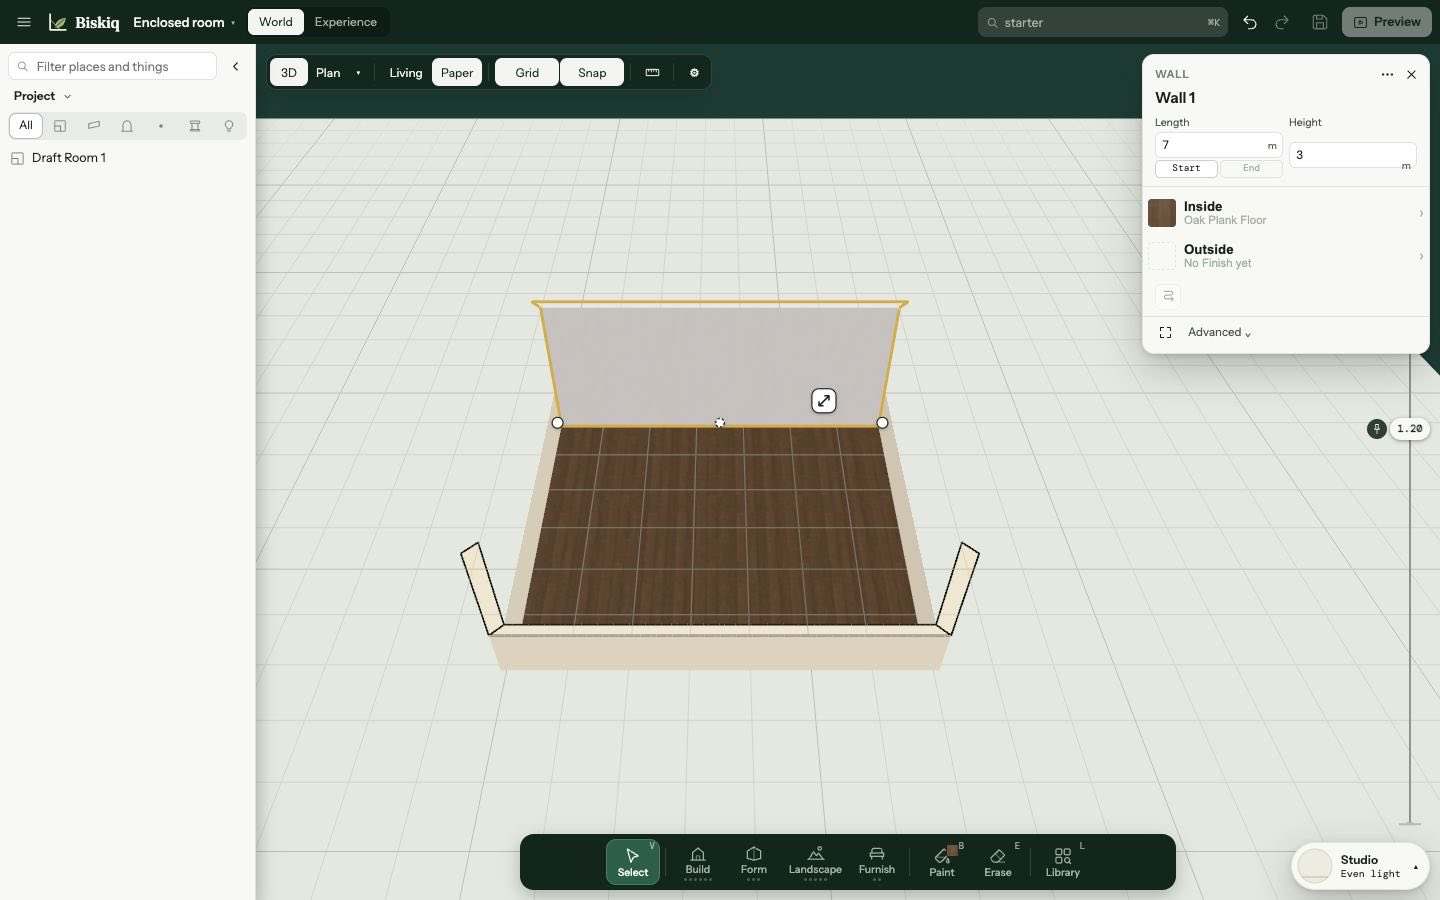 Biskiq
Enclosed room
World
Experience
starter
⌘K
Preview
Filter places and things
Project
All
Draft Room 1
3D
Plan
Living
Paper
Grid
Snap
WALL
Wall 1
Length
Height
7 m
3 m
Start
End
Inside
Oak Plank Floor
Outside
No Finish yet
Advanced
1.20
Select
V
Build
Form
Landscape
Furnish
Paint
B
Erase
E
Library
L
Studio
Even light